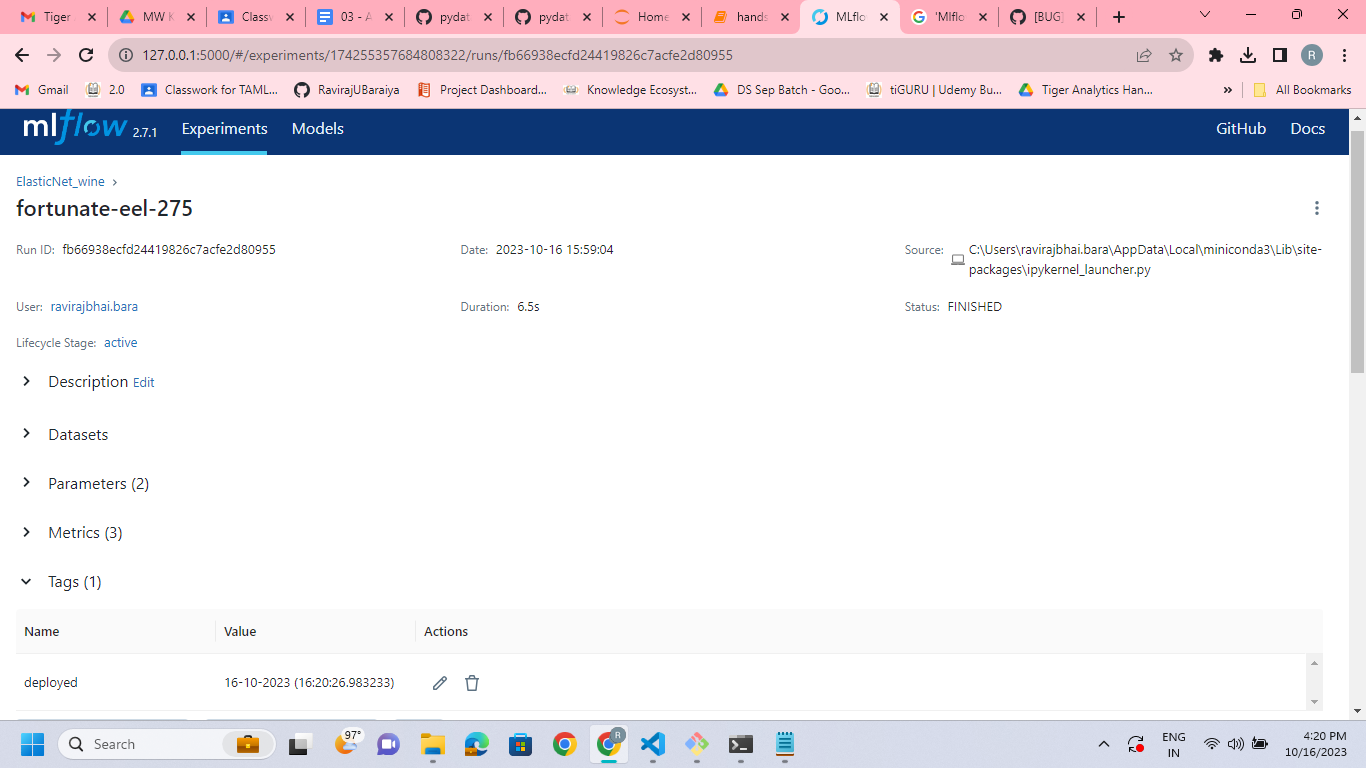 Tiger
MW K
Classw
03 - A
pydat
pydat
Home
hands
MLflo
'Mlflo
[BUG]
127.0.0.1:5000/#/experiments/174255357684808322/runs/fb66938ecfd24419826c7acfe2d80955
R
Gmail
2.0
Classwork for TAML...
RavirajUBaraiya
Project Dashboard...
Knowledge Ecosyst...
DS Sep Batch - Goo...
tiGURU | Udemy Bu...
Tiger Analytics Han...
»
All Bookmarks
mlflow 2.7.1
Experiments
Models
GitHub
Docs
ElasticNet_wine
fortunate-eel-275
Run ID: fb66938ecfd24419826c7acfe2d80955
Date: 2023-10-16 15:59:04
Source: C:\Users\ravirajbhai.bara\AppData\Local\miniconda3\Lib\site-
packages\ipykernel_launcher.py
User: ravirajbhai.bara
Duration: 6.5s
Status: FINISHED
Lifecycle Stage: active
Description Edit
Datasets
Parameters (2)
Metrics (3)
Tags (1)
Name
Value
Actions
deployed
16-10-2023 (16:20:26.983233)
Search
97°
R
ENG
IN
4:20 PM
10/16/2023